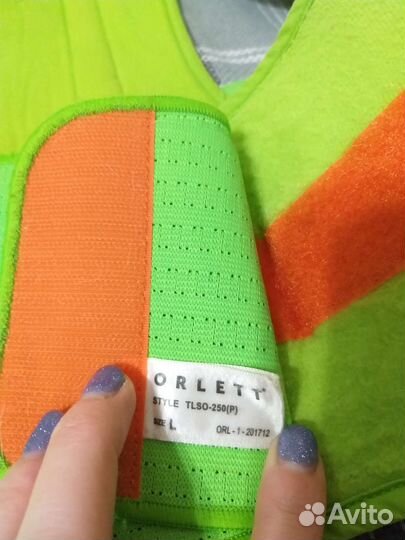 ORLETT
STYLE TLSO-250(P)
SIZE L ORL-1-201712
Avito